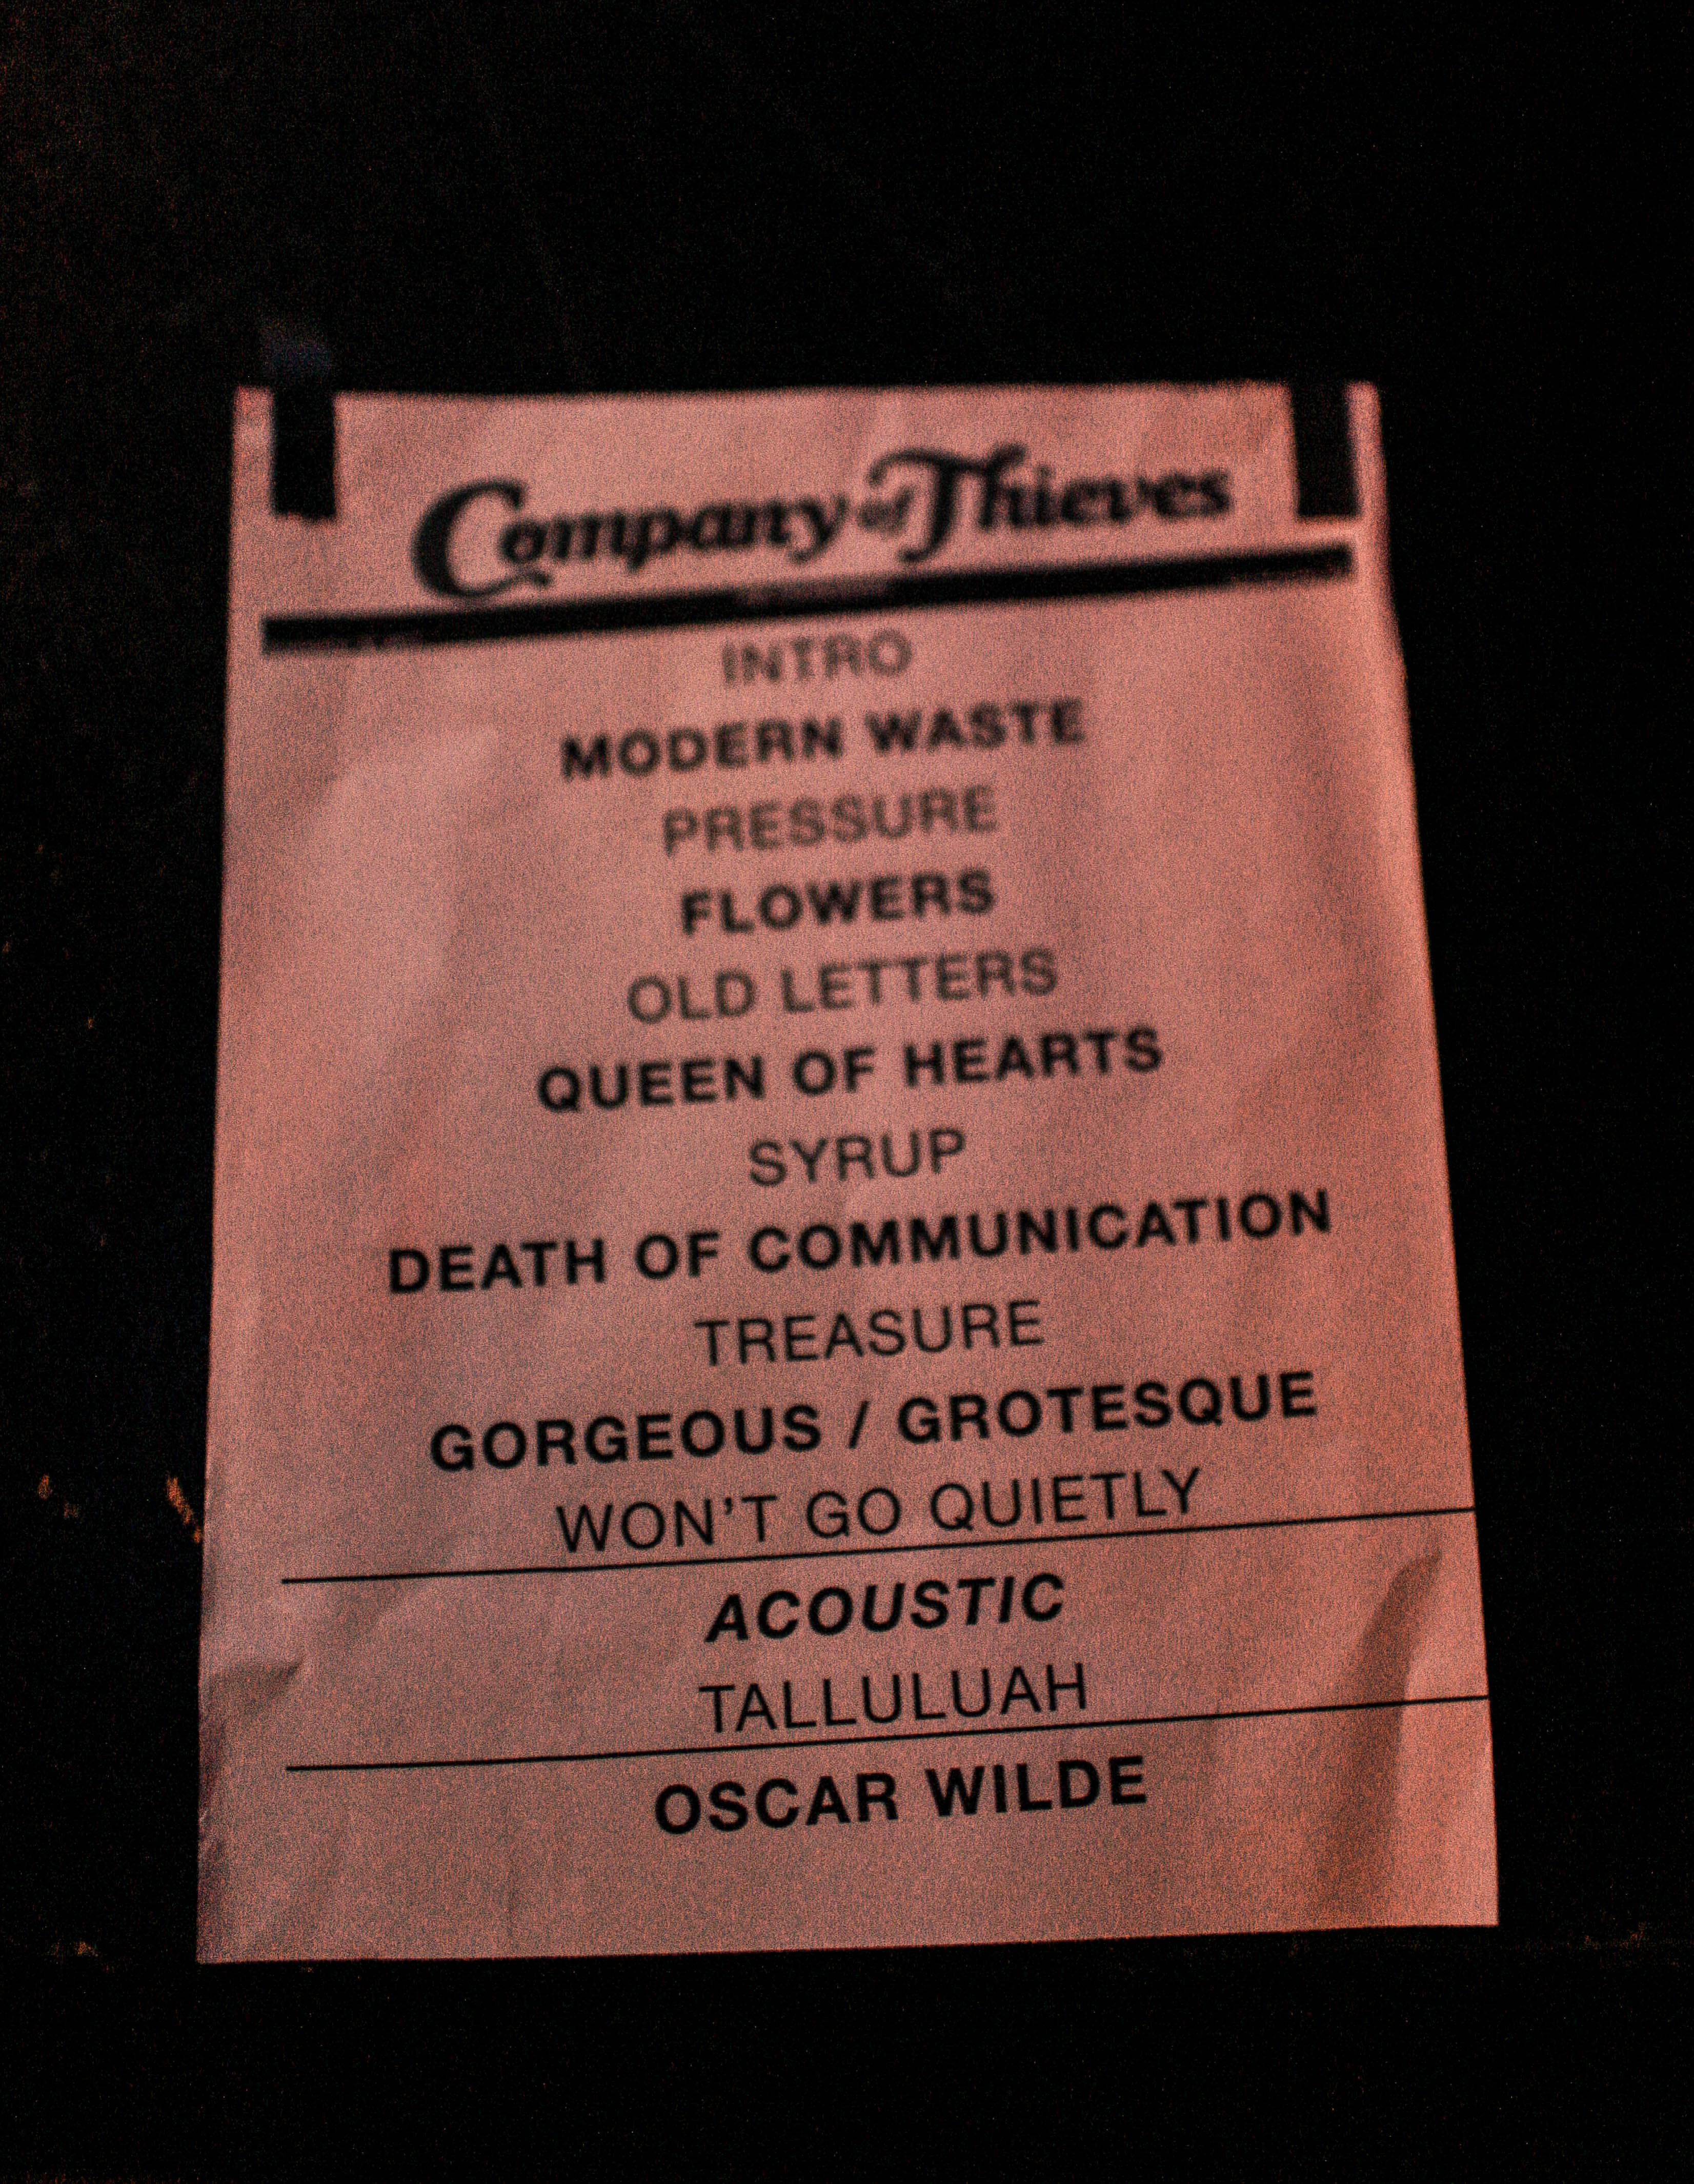 Company of Thieves
INTRO
MODERN WASTE
PRESSURE
FLOWERS
OLD LETTERS
QUEEN OF HEARTS
SYRUP
DEATH OF COMMUNICATION
TREASURE
GORGEOUS / GROTESQUE
WON'T GO QUIETLY
ACOUSTIC
TALLULUAH
OSCAR WILDE